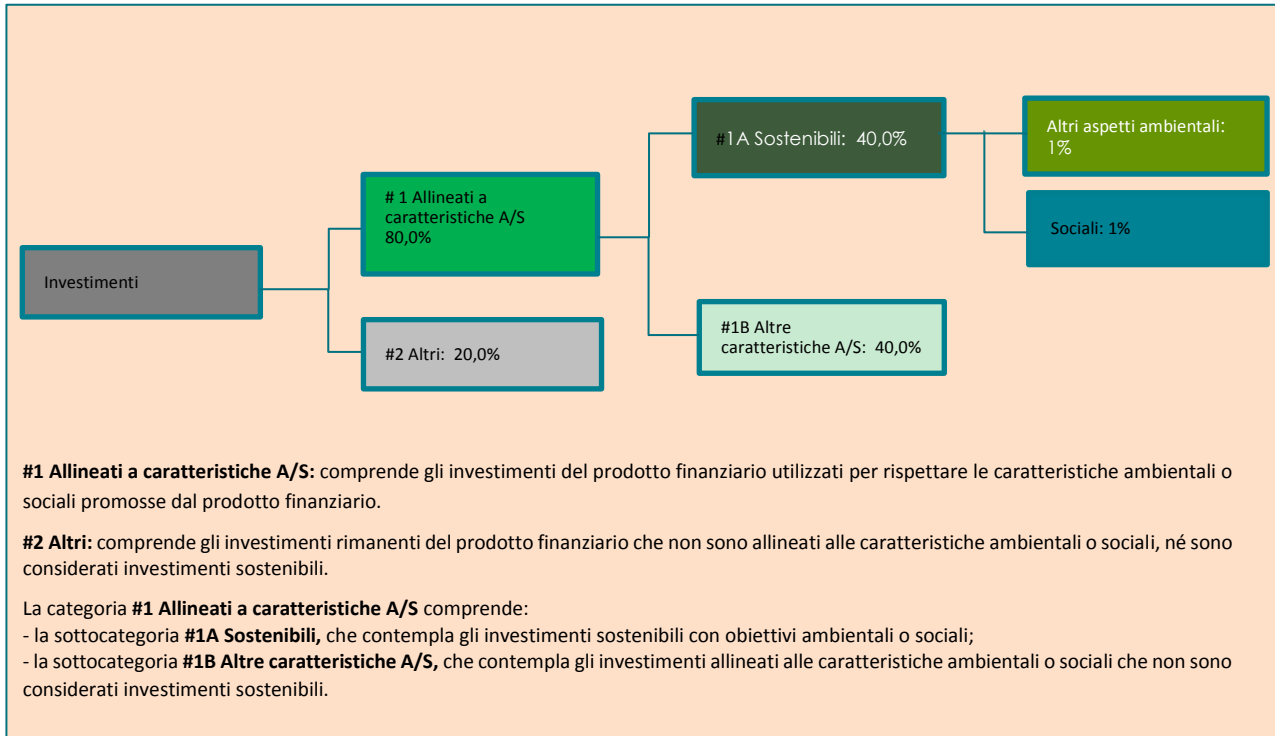 #1A Sostenibili: 40,0%
Altri aspetti ambientali:
1%
# 1 Allineati a
caratteristiche A/S
80,0%
Sociali: 1%
Investimenti
#1B Altre
caratteristiche A/S: 40,0%
#2 Altri: 20,0%
#1 Allineati a caratteristiche A/S: comprende gli investimenti del prodotto finanziario utilizzati per rispettare le caratteristiche ambientali o
sociali promosse dal prodotto finanziario.
#2 Altri: comprende gli investimenti rimanenti del prodotto finanziario che non sono allineati alle caratteristiche ambientali o sociali, né sono
considerati investimenti sostenibili.
La categoria #1 Allineati a caratteristiche A/S comprende:
- la sottocategoria #1A Sostenibili, che contempla gli investimenti sostenibili con obiettivi ambientali o sociali;
- la sottocategoria #1B Altre caratteristiche A/S, che contempla gli investimenti allineati alle caratteristiche ambientali o sociali che non sono
considerati investimenti sostenibili.